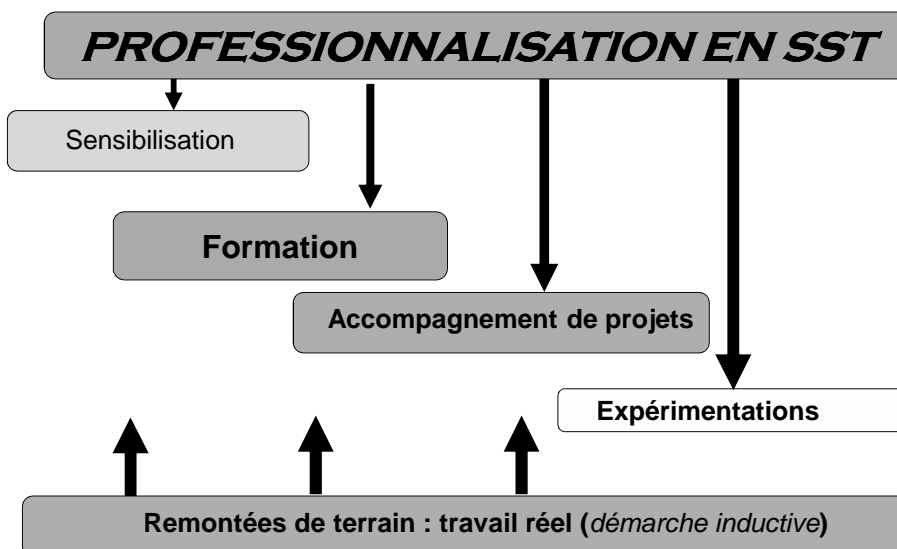 PROFESSIONNALISATION EN SST
Sensibilisation
Formation
Accompagnement de projets
Expérimentations
Remontées de terrain : travail réel (démarche inductive)